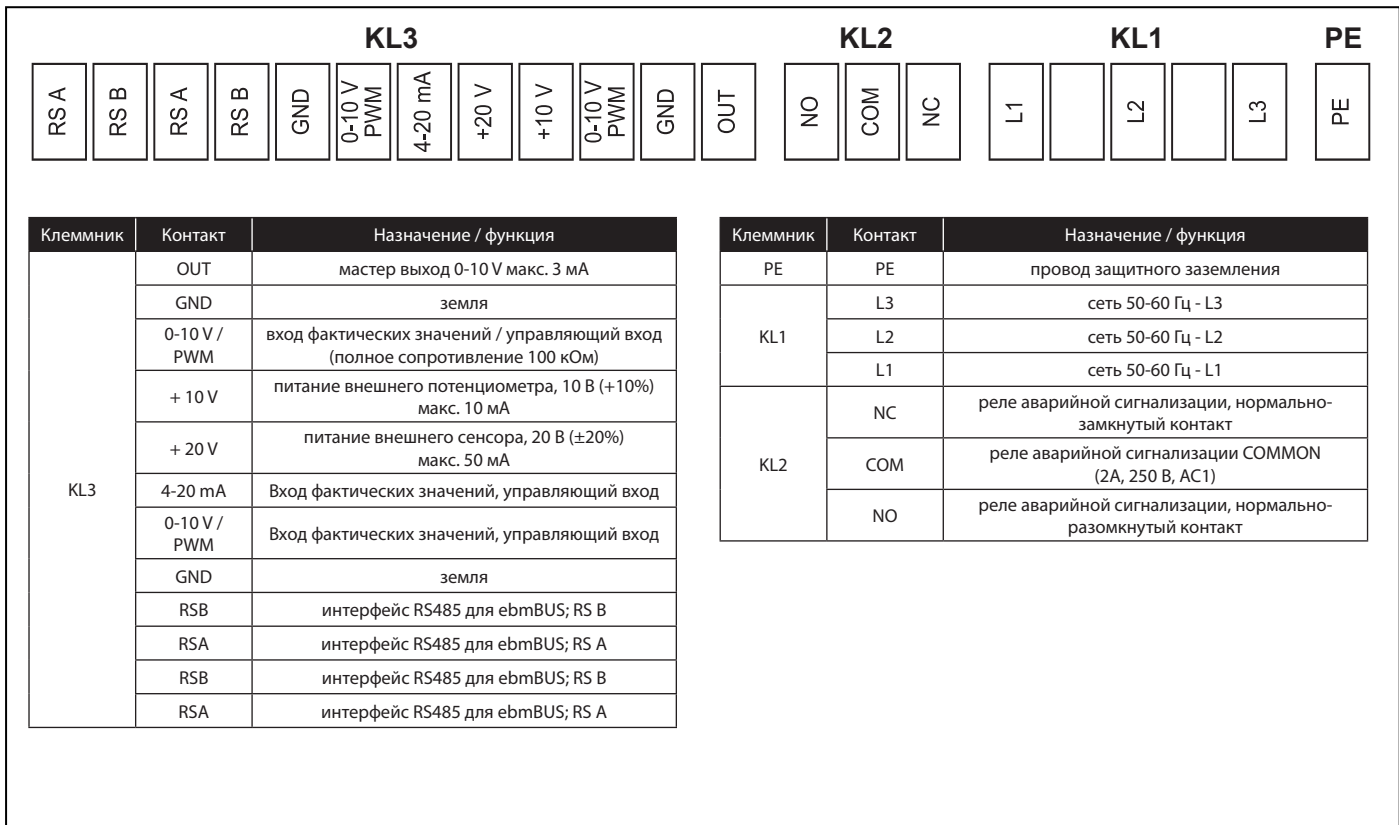 KL3 KL2 KL1 PE
RS A
RS B
RS A
RS B
GND
0-10 V
PWM
4-20 mA
+20 V
+10 V
0-10 V
PWM
GND
OUT
NO
COM
NC
L1
L2
L3
PE
Клеммник Контакт Назначение / функция
KL3
OUT мастер выход 0-10 V макс. 3 мА
GND земля
0-10 V /
PWM
вход фактических значений / управляющий вход
(полное сопротивление 100 кОм)
+ 10 V
питание внешнего потенциометра, 10 В (+10%)
макс. 10 мА
+ 20 V
питание внешнего сенсора, 20 В (±20%)
макс. 50 мА
4-20 mA Вход фактических значений, управляющий вход
0-10 V /
PWM
Вход фактических значений, управляющий вход
GND земля
RSB интерфейс RS485 для ebmBUS; RS B
RSA интерфейс RS485 для ebmBUS; RS A
RSB интерфейс RS485 для ebmBUS; RS B
RSA интерфейс RS485 для ebmBUS; RS A
Клеммник Контакт Назначение / функция
PE PE провод защитного заземления
KL1
L3 сеть 50-60 Гц - L3
L2 сеть 50-60 Гц - L2
L1 сеть 50-60 Гц - L1
KL2
NC
реле аварийной сигнализации, нормально-
замкнутый контакт
COM
реле аварийной сигнализации COMMON
(2А, 250 В, AC1)
NO
реле аварийной сигнализации, нормально-
разомкнутый контакт